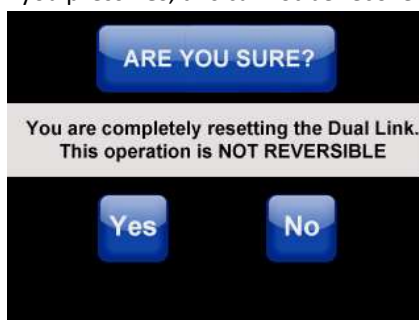 ARE YOU SURE?
You are completely resetting the Dual Link.
This operation is NOT REVERSIBLE
Yes No